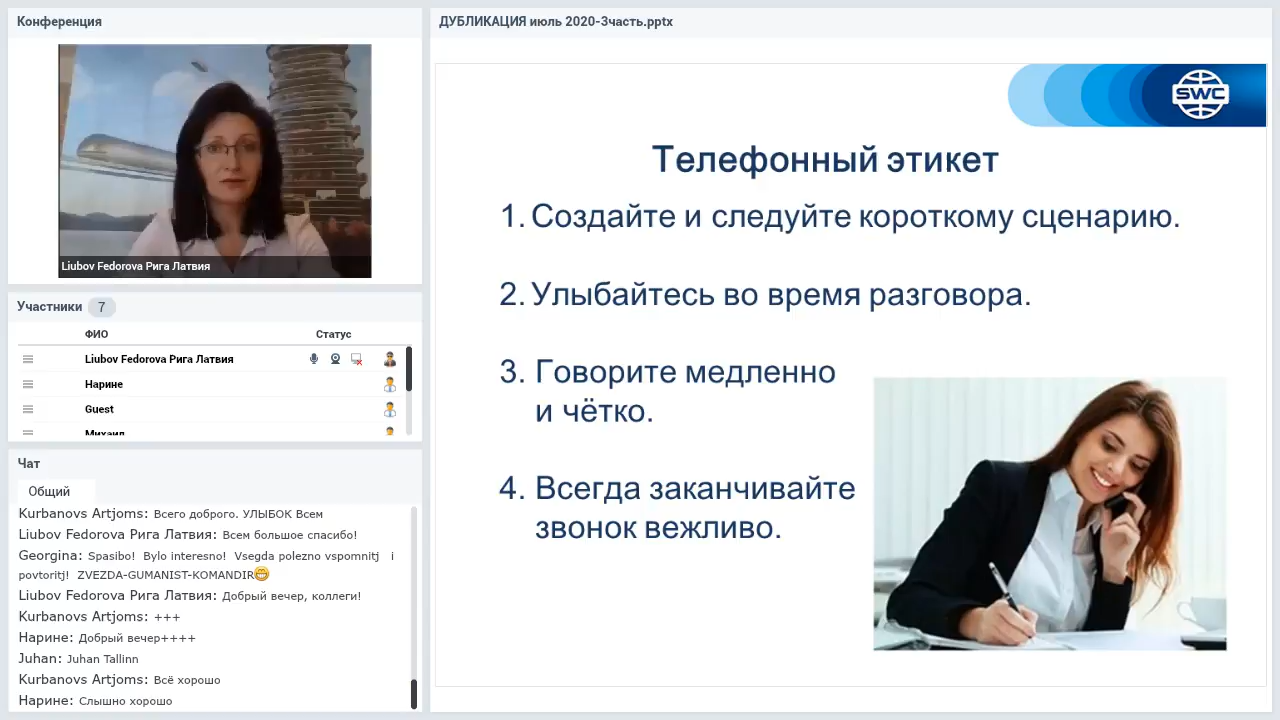 Конференция
Liubov Fedorova Рига Латвия
Участники 7
ФИО Статус
Liubov Fedorova Рига Латвия
Нарине
Guest
Михаил
Чат
Общий
Kurbanovs Artjoms: Всего доброго. УЛЫБОК Всем
Liubov Fedorova Рига Латвия: Всем большое спасибо!
Georgina: Spasibo! Bylo interesno! Vsegda polezno vspomnitj i
povtoritj! ZVEZDA-GUMANIST-KOMANDIR😁
Liubov Fedorova Рига Латвия: Добрый вечер, коллеги!
Kurbanovs Artjoms: +++
Нарине: Добрый вечер++++
Juhan: Juhan Tallinn
Kurbanovs Artjoms: Всё хорошо
Нарине: Слышно хорошо
ДУБЛИКАЦИЯ июль 2020-3часть.pptx
SWC
Телефонный этикет
1. Создайте и следуйте короткому сценарию.
2. Улыбайтесь во время разговора.
3. Говорите медленно
и чётко.
4. Всегда заканчивайте
звонок вежливо.